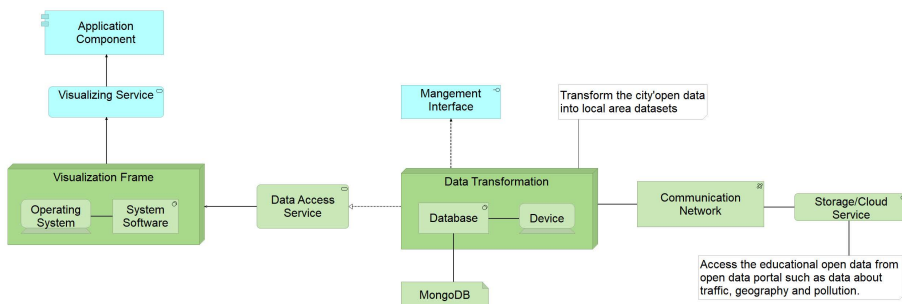 Application
Component
Visualizing Service
Mangement
Interface
Transform the city'open data
into local area datasets
Visualization Frame
Operating
System
System
Software
Data Access
Service
Data Transformation
Database
Device
Communication
Network
Storage/Cloud
Service
MongoDB
Access the educational open data from
open data portal such as data about
traffic, geography and pollution.